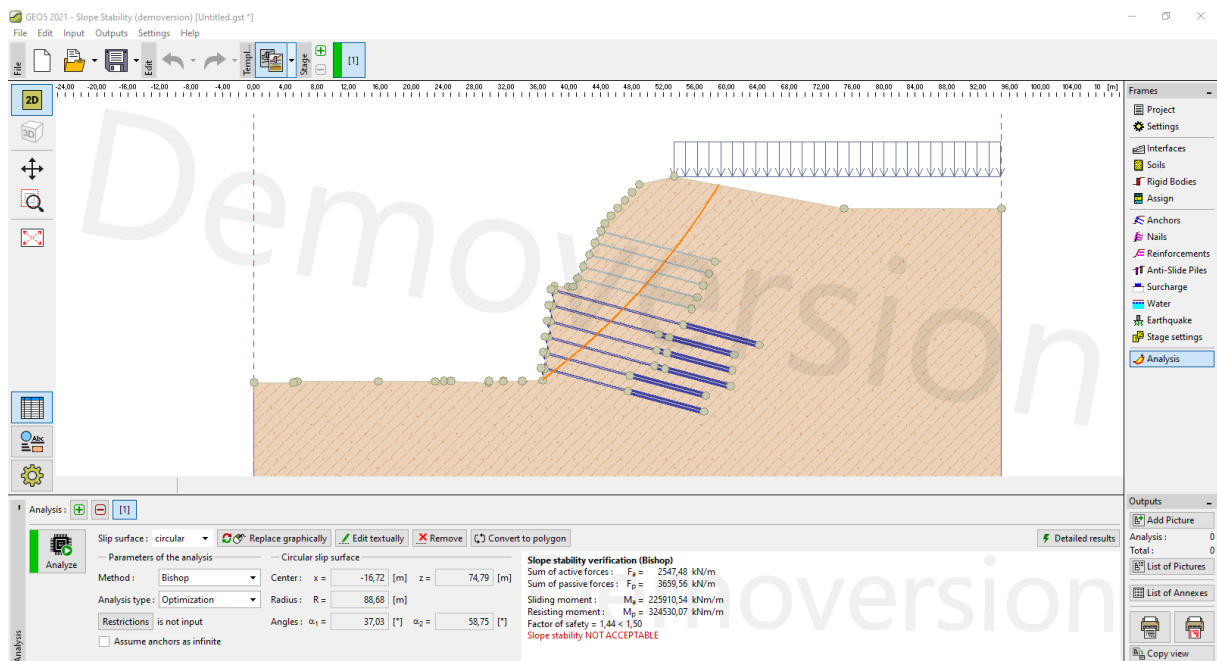 GEO5 2021 - Slope Stability (demoversion) [Untitled.gst *]
File Edit Input Outputs Settings Help
File Edit Templ... Stage [1]
-24,00 -20,00 -16,00 -12,00 -8,00 -4,00 0,00 4,00 8,00 12,00 16,00 20,00 24,00 28,00 32,00 36,00 40,00 44,00 48,00 52,00 56,00 60,00 64,00 68,00 72,00 76,00 80,00 84,00 88,00 92,00 96,00 100,00 104,00 10 [m]
2D
3D
Abc
Demoversion
Frames
Project
Settings
Interfaces
Soils
Rigid Bodies
Assign
Anchors
Nails
Reinforcements
Anti-Slide Piles
Surcharge
Water
Earthquake
Stage settings
Analysis
Analysis : [1]
Analyze
Slip surface : circular Replace graphically Edit textually Remove Convert to polygon Detailed results
Parameters of the analysis Circular slip surface
Method : Bishop Center : x = -16,72 [m] z = 74,79 [m]
Analysis type : Optimization Radius : R = 88,68 [m]
Restrictions is not input Angles : α1 = 37,03 [°] α2 = 58,75 [°]
Assume anchors as infinite
Slope stability verification (Bishop)
Sum of active forces : Fa = 2547,48 kN/m
Sum of passive forces : Fp = 3659,56 kN/m
Sliding moment : Ma = 225910,54 kNm/m
Resisting moment : Mp = 324530,07 kNm/m
Factor of safety = 1,44 < 1,50
Slope stability NOT ACCEPTABLE
Demoversion
Analysis
Outputs
Add Picture
Analysis : 0
Total : 0
List of Pictures
List of Annexes
Copy view